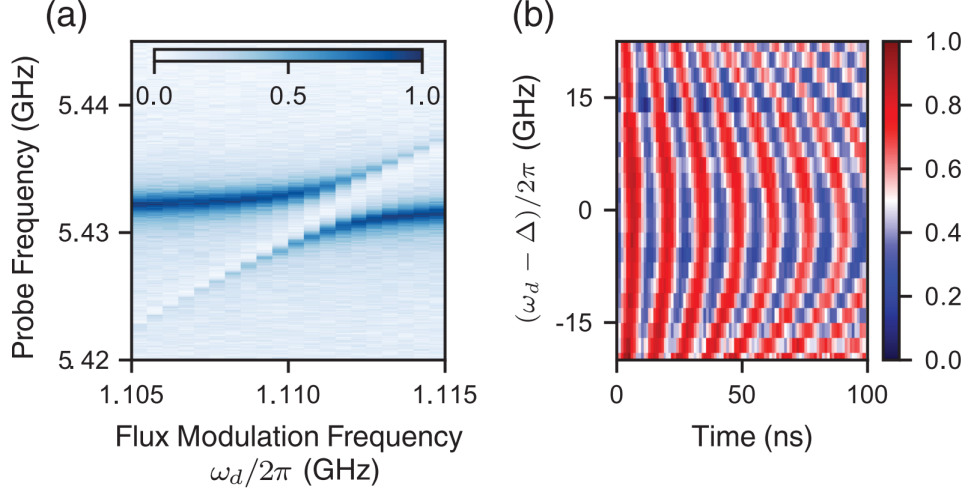 (a)
Probe Frequency (GHz)
5.44
5.43
5.42
0.0 0.5 1.0
1.105 1.110 1.115
Flux Modulation Frequency
ω_d/2π (GHz)
(b)
(ω_d − Δ)/2π (GHz)
15
0
-15
0 50 100
Time (ns)
1.0
0.8
0.6
0.4
0.2
0.0